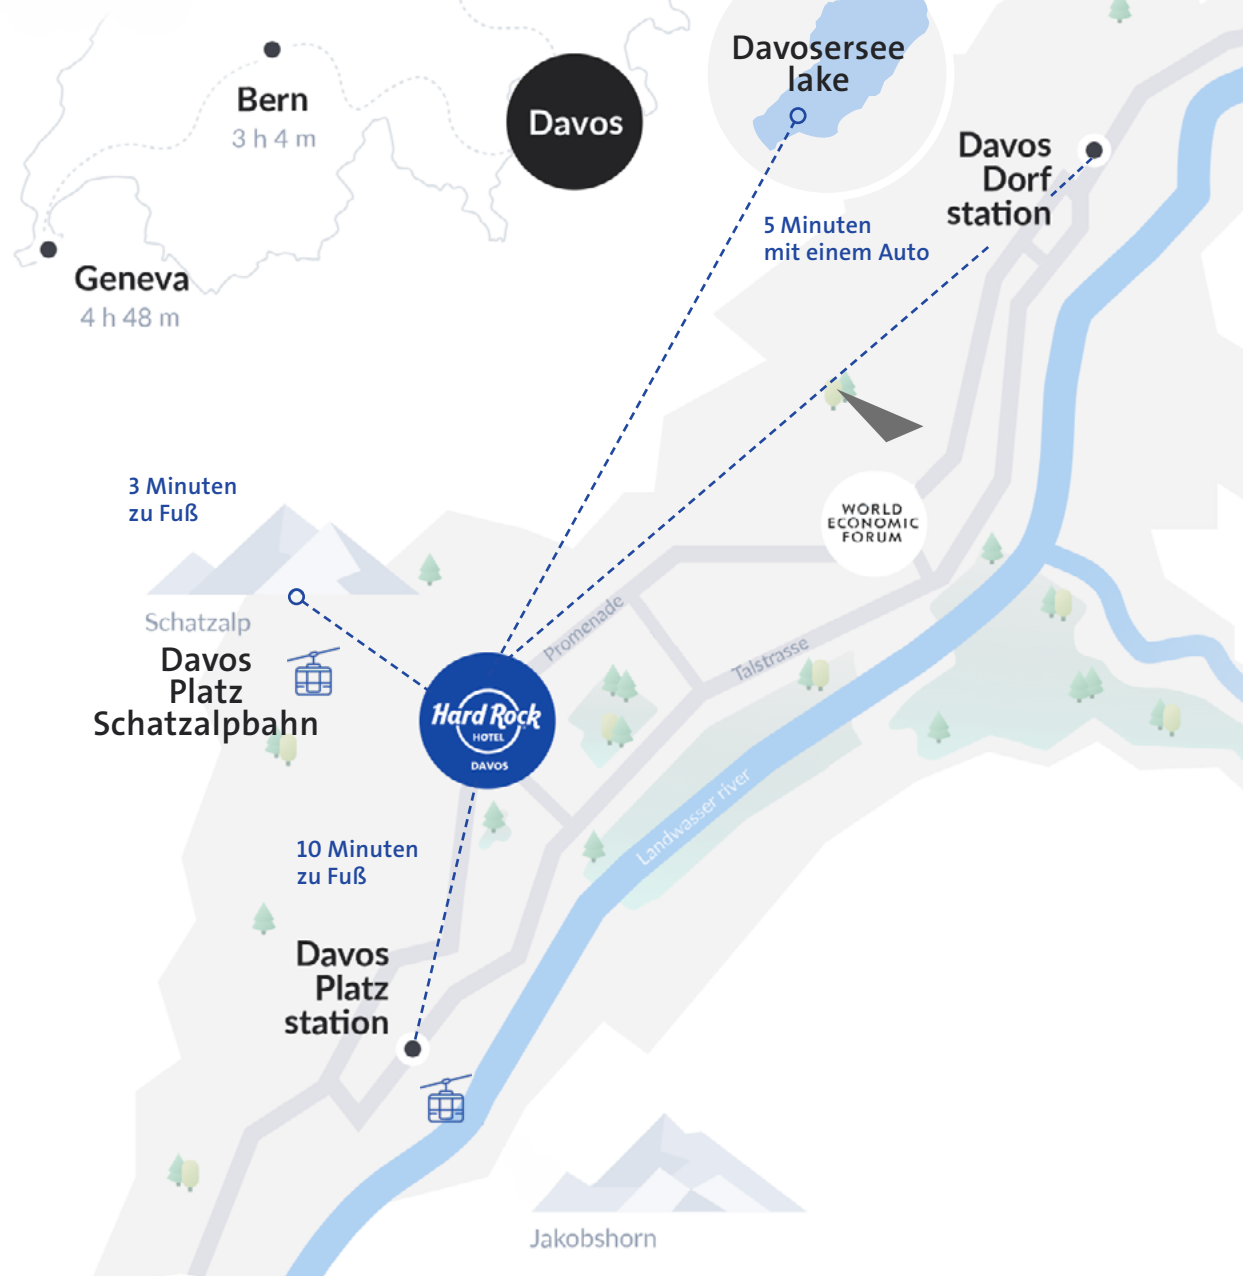 Bern
3 h 4 m
Geneva
4 h 48 m
Davos
Davosersee
lake
Davos
Dorf
station
5 Minuten
mit einem Auto
3 Minuten
zu Fuß
Schatzalp
Davos
Platz
Schatzalpbahn
WORLD
ECONOMIC
FORUM
Promenade
Talstrasse
Hard Rock
HOTEL
DAVOS
Landwasser river
10 Minuten
zu Fuß
Davos
Platz
station
Jakobshorn